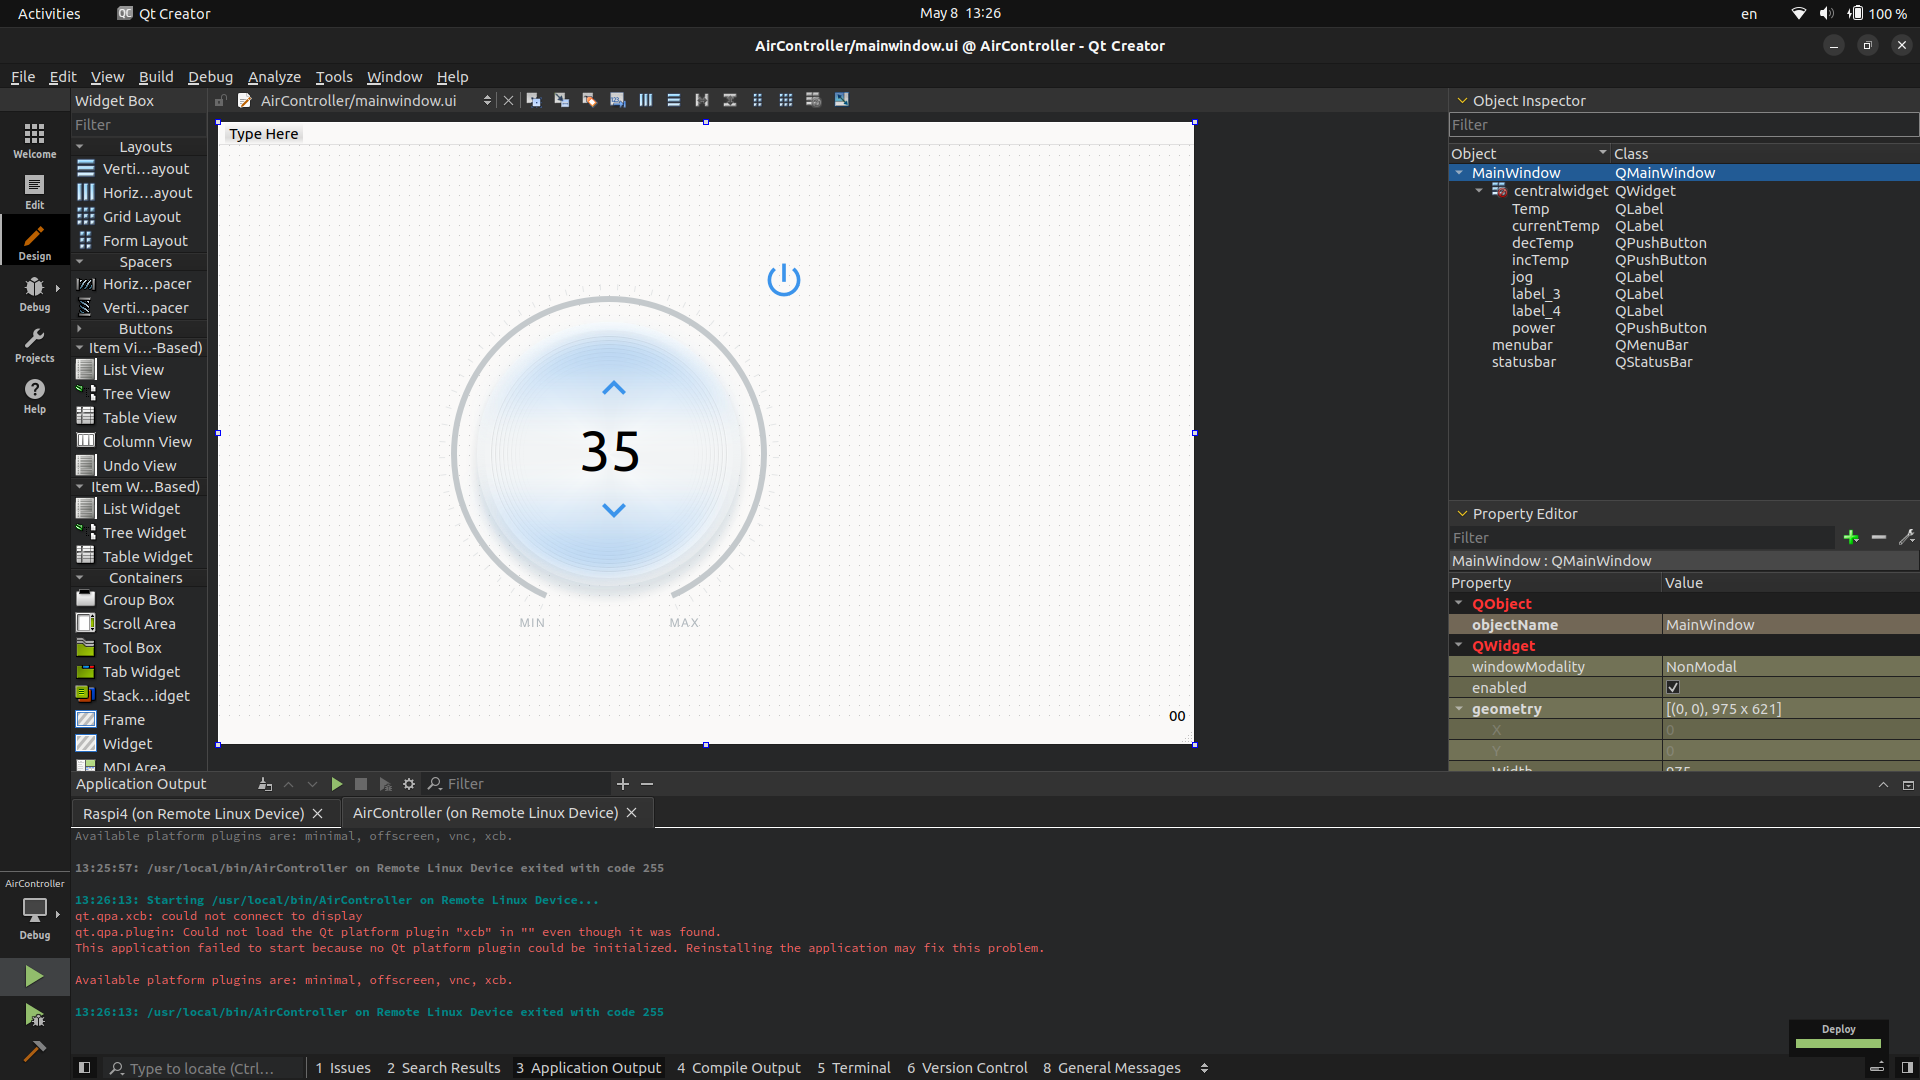 Activities
Qt Creator
May 8 13:26
en
100 %
AirController/mainwindow.ui @ AirController - Qt Creator
File Edit View Build Debug Analyze Tools Window Help
Widget Box
Filter
Layouts
Verti...ayout
Horiz...ayout
Grid Layout
Form Layout
Spacers
Horiz...pacer
Verti...pacer
Buttons
Item Vi...-Based)
List View
Tree View
Table View
Column View
Undo View
Item W...Based)
List Widget
Tree Widget
Table Widget
Containers
Group Box
Scroll Area
Tool Box
Tab Widget
Stack...idget
Frame
Widget
MDI Area
Welcome
Edit
Design
Debug
Projects
Help
AirController
Debug
AirController/mainwindow.ui
Type Here
35
MIN
MAX
00
Object Inspector
Filter
Object Class
MainWindow QMainWindow
centralwidget QWidget
Temp QLabel
currentTemp QLabel
decTemp QPushButton
incTemp QPushButton
jog QLabel
label_3 QLabel
label_4 QLabel
power QPushButton
menubar QMenuBar
statusbar QStatusBar
Property Editor
Filter
MainWindow : QMainWindow
Property Value
QObject
objectName MainWindow
QWidget
windowModality NonModal
enabled
geometry [(0, 0), 975 x 621]
X 0
Y 0
Width 975
Application Output
Filter
Raspi4 (on Remote Linux Device)
AirController (on Remote Linux Device)
Available platform plugins are: minimal, offscreen, vnc, xcb.
13:25:57: /usr/local/bin/AirController on Remote Linux Device exited with code 255
13:26:13: Starting /usr/local/bin/AirController on Remote Linux Device...
qt.qpa.xcb: could not connect to display
qt.qpa.plugin: Could not load the Qt platform plugin "xcb" in "" even though it was found.
This application failed to start because no Qt platform plugin could be initialized. Reinstalling the application may fix this problem.
Available platform plugins are: minimal, offscreen, vnc, xcb.
13:26:13: /usr/local/bin/AirController on Remote Linux Device exited with code 255
Deploy
Type to locate (Ctrl...
1 Issues
2 Search Results
3 Application Output
4 Compile Output
5 Terminal
6 Version Control
8 General Messages